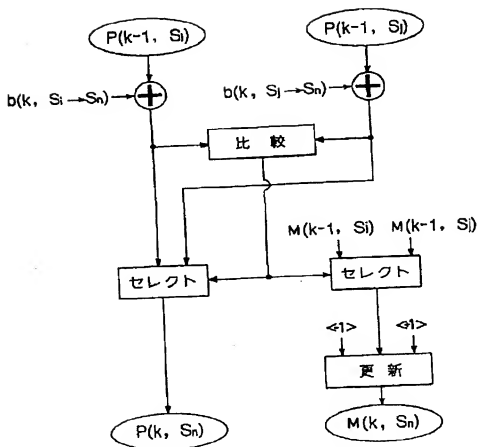 P(k-1, Si)
P(k-1, Sj)
b(k, Si→Sn)
b(k, Sj→Sn)
比較
M(k-1, Si)
M(k-1, Sj)
セレクト
セレクト
<+1>
<+1>
更新
P(k, Sn)
M(k, Sn)